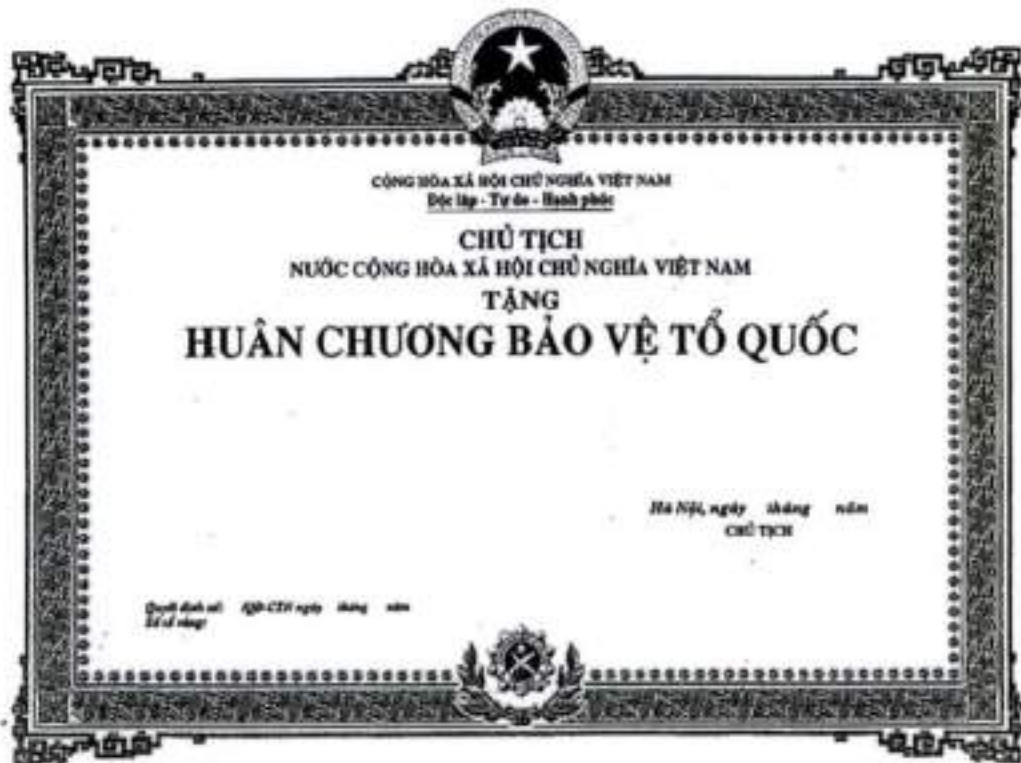 CỘNG HÒA XÃ HỘI CHỦ NGHĨA VIỆT NAM
Độc lập - Tự do - Hạnh phúc
CHỦ TỊCH
NƯỚC CỘNG HÒA XÃ HỘI CHỦ NGHĨA VIỆT NAM
TẶNG
HUÂN CHƯƠNG BẢO VỆ TỔ QUỐC
Hà Nội, ngày tháng năm
CHỦ TỊCH
Quyết định số: /QĐ-CTN ngày tháng năm
Số sổ vàng: